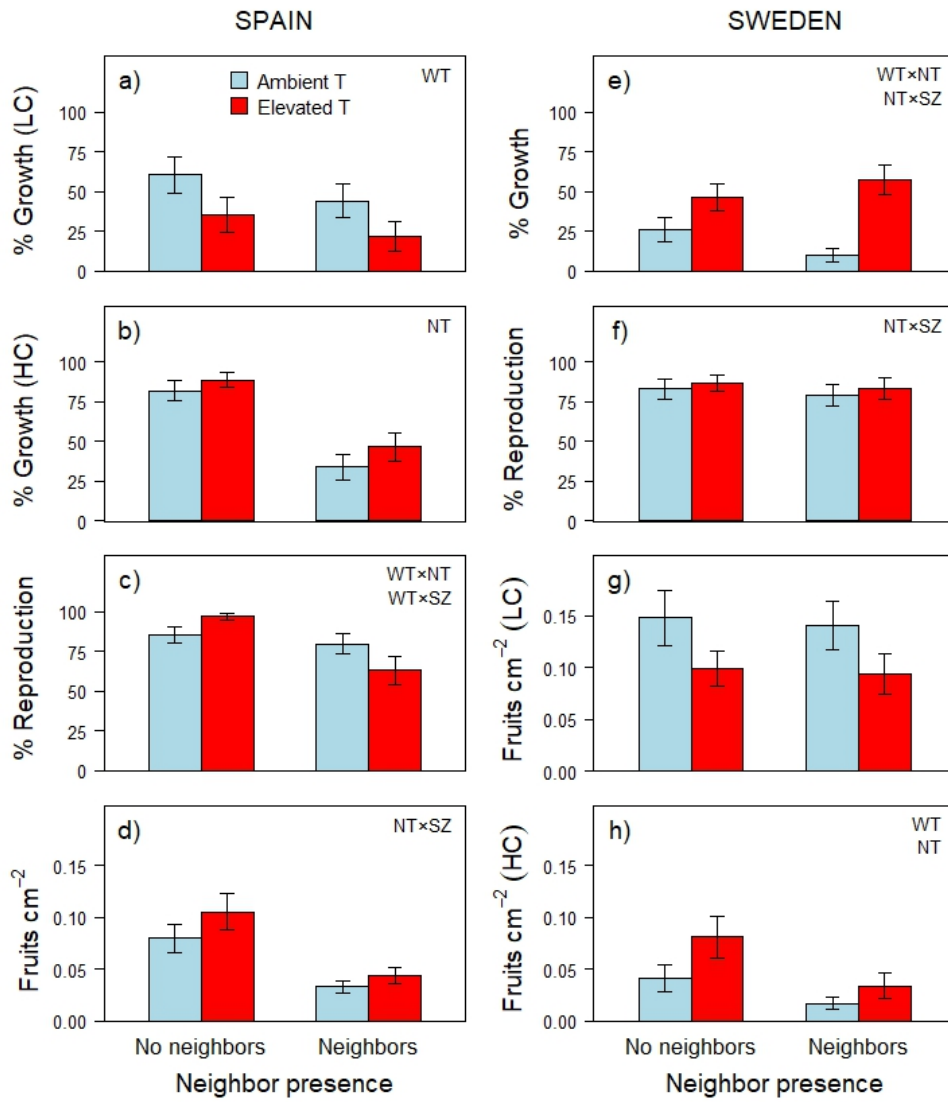 SPAIN
SWEDEN
a)
WT
Ambient T
Elevated T
% Growth (LC)
100
75
50
25
0
e)
WT×NT
NT×SZ
% Growth
100
75
50
25
0
b)
NT
% Growth (HC)
100
75
50
25
0
f)
NT×SZ
% Reproduction
100
75
50
25
0
c)
WT×NT
WT×SZ
% Reproduction
100
75
50
25
0
g)
Fruits cm⁻² (LC)
0.15
0.10
0.05
0.00
d)
NT×SZ
Fruits cm⁻²
0.15
0.10
0.05
0.00
No neighbors
Neighbors
Neighbor presence
h)
WT
NT
Fruits cm⁻² (HC)
0.15
0.10
0.05
0.00
No neighbors
Neighbors
Neighbor presence